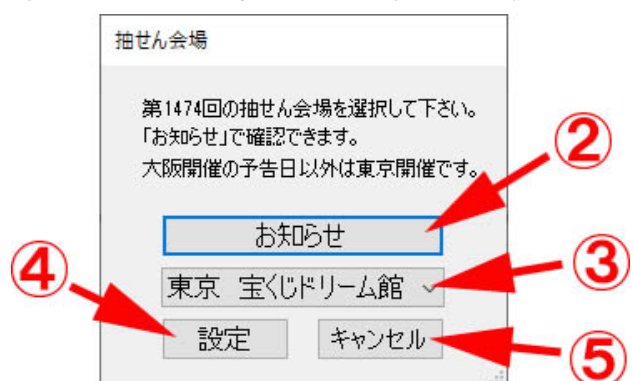 抽せん会場
第1474回の抽せん会場を選択して下さい。
「お知らせ」で確認できます。
大阪開催の予告日以外は東京開催です。
②
お知らせ
③
東京 宝くじドリーム館
④
設定
キャンセル
⑤